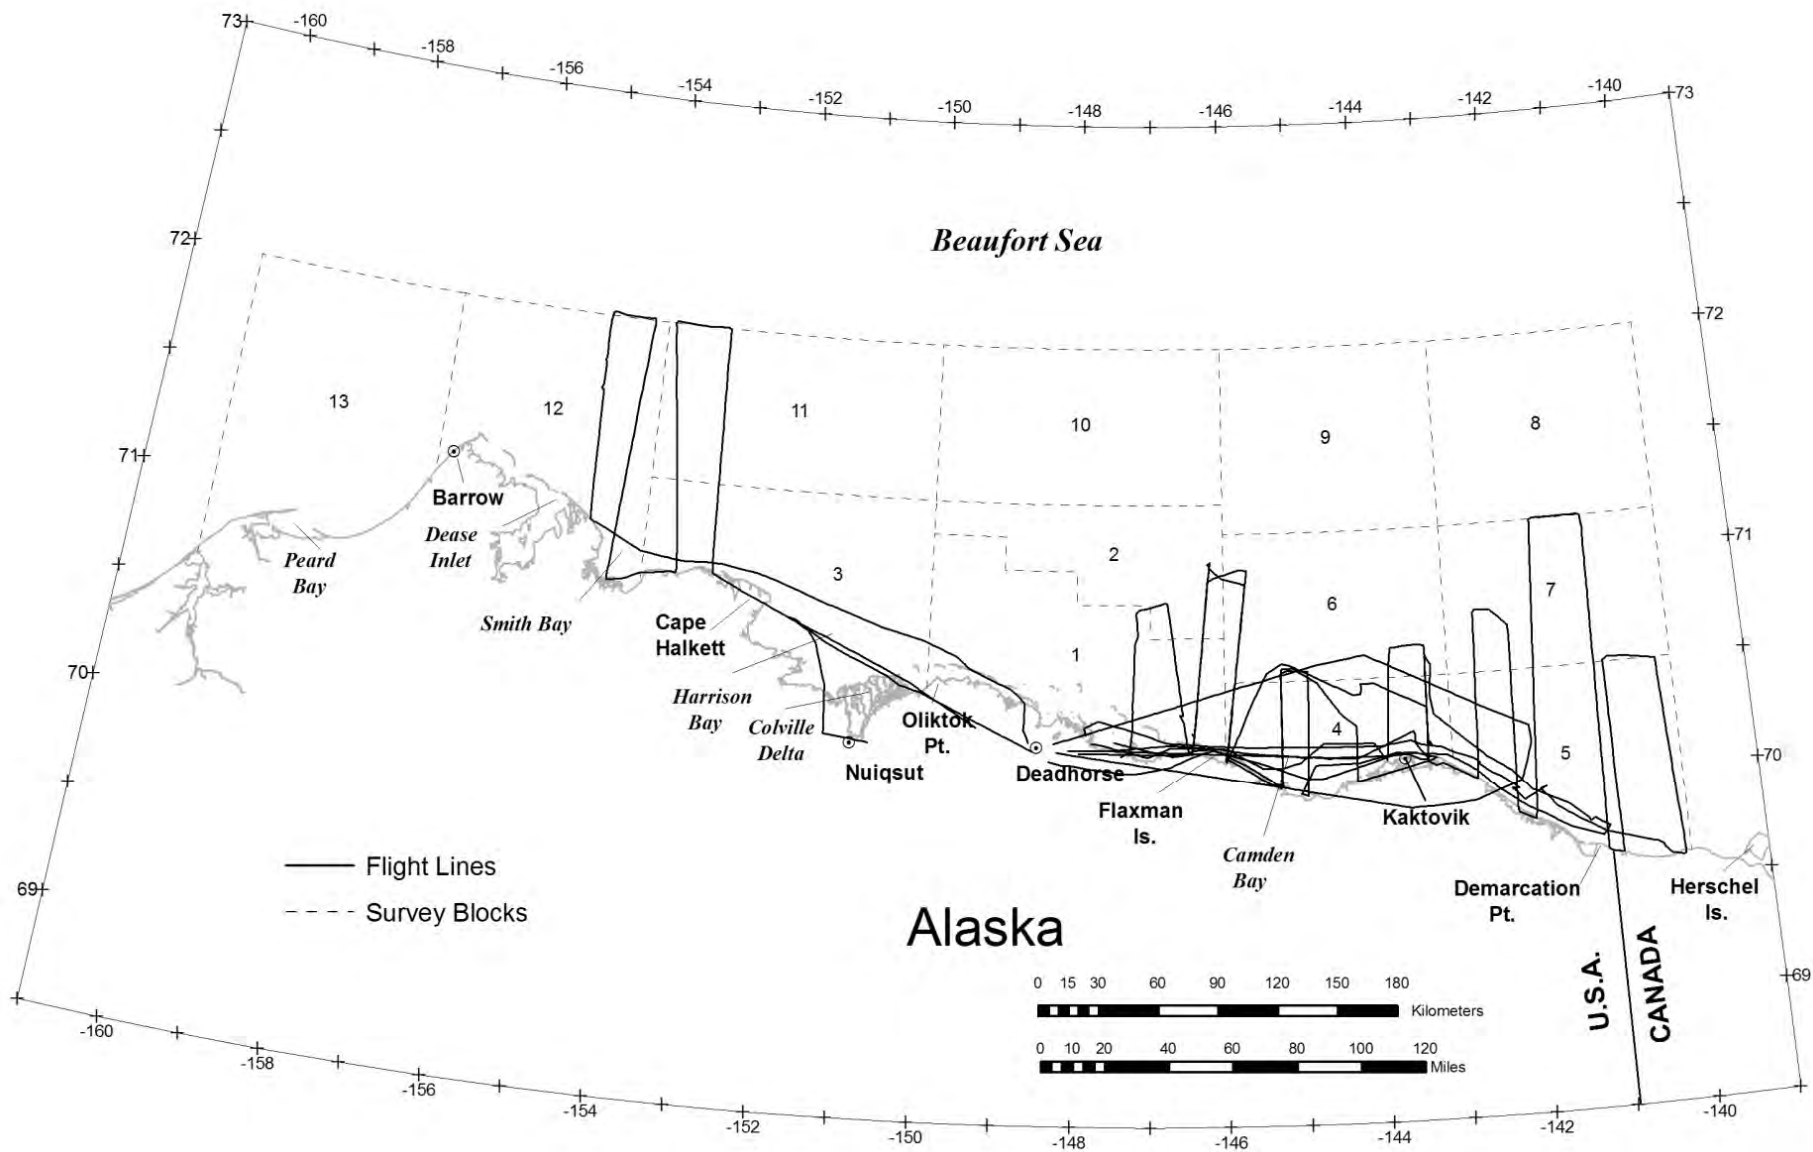 73
-160
-158
-156
-154
-152
-150
-148
-146
-144
-142
-140
73
72
Beaufort Sea
72
13
12
11
10
9
8
71
Barrow
Dease
Inlet
Peard
Bay
71
3
2
7
6
Smith Bay
Cape
Halkett
1
70
Harrison
Bay
Colville
Delta
Oliktok
Pt.
4
5
70
Nuiqsut
Deadhorse
Flaxman
Is.
Kaktovik
Camden
Bay
Flight Lines
69
Survey Blocks
Alaska
Demarcation
Pt.
Herschel
Is.
U.S.A.
CANADA
69
0 15 30 60 90 120 150 180
Kilometers
0 10 20 40 60 80 100 120
Miles
-160
-158
-156
-154
-152
-150
-148
-146
-144
-142
-140